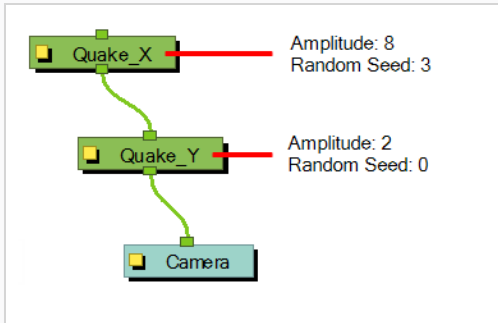 Quake_X
Amplitude: 8
Random Seed: 3
Quake_Y
Amplitude: 2
Random Seed: 0
Camera